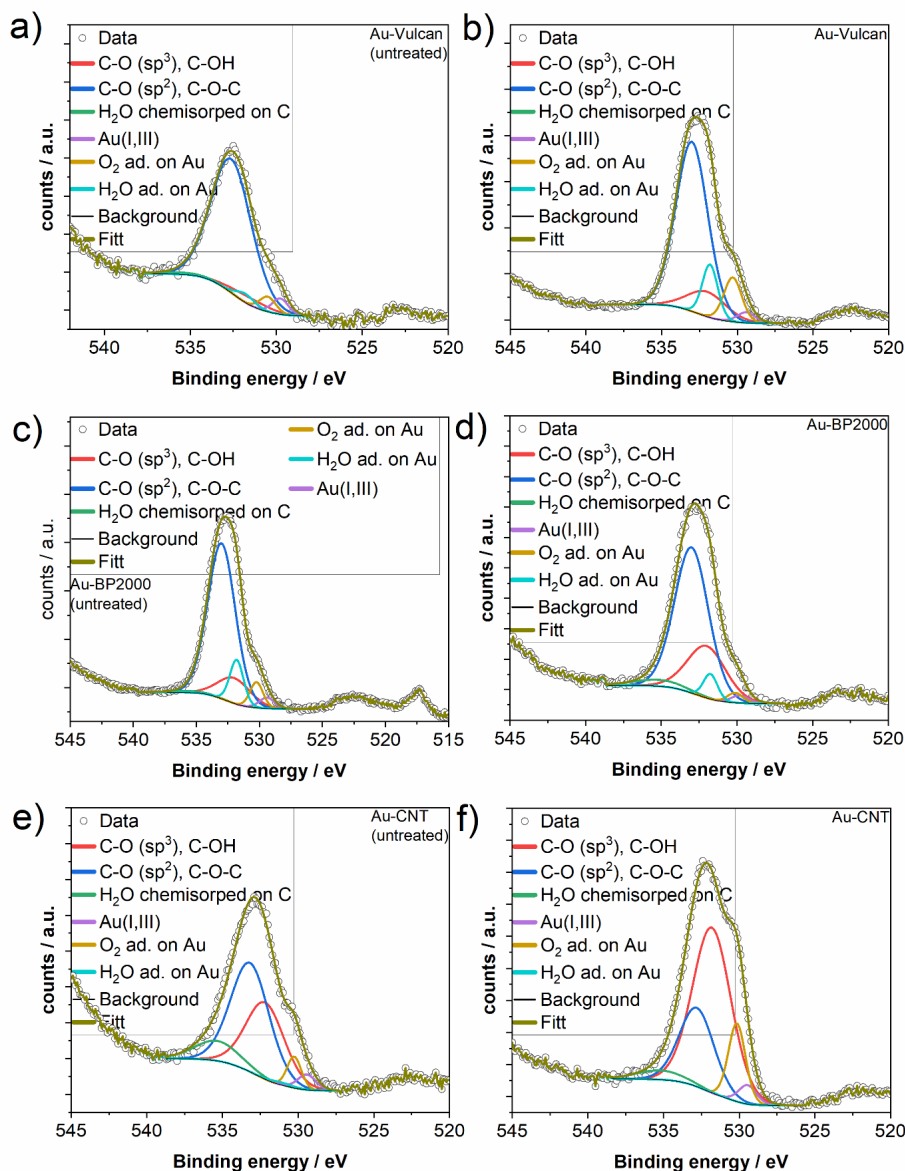 a)
Data
Au-Vulcan
(untreated)
C-O (sp³), C-OH
C-O (sp²), C-O-C
H₂O chemisorped on C
Au(I,III)
O₂ ad. on Au
H₂O ad. on Au
Background
Fitt
counts / a.u.
540 535 530 525 520
Binding energy / eV
b)
Data
Au-Vulcan
C-O (sp³), C-OH
C-O (sp²), C-O-C
H₂O chemisorped on C
Au(I,III)
O₂ ad. on Au
H₂O ad. on Au
Background
Fitt
counts / a.u.
545 540 535 530 525 520
Binding energy / eV
c)
Data
C-O (sp³), C-OH
C-O (sp²), C-O-C
H₂O chemisorped on C
Background
Fitt
O₂ ad. on Au
H₂O ad. on Au
Au(I,III)
Au-BP2000
(untreated)
counts / a.u.
545 540 535 530 525 520 515
Binding energy / eV
d)
Data
Au-BP2000
C-O (sp³), C-OH
C-O (sp²), C-O-C
H₂O chemisorped on C
Au(I,III)
O₂ ad. on Au
H₂O ad. on Au
Background
Fitt
counts / a.u.
545 540 535 530 525 520
Binding energy / eV
e)
Data
Au-CNT
(untreated)
C-O (sp³), C-OH
C-O (sp²), C-O-C
H₂O chemisorped on C
Au(I,III)
O₂ ad. on Au
H₂O ad. on Au
Background
Fitt
counts / a.u.
545 540 535 530 525 520
Binding energy / eV
f)
Data
Au-CNT
C-O (sp³), C-OH
C-O (sp²), C-O-C
H₂O chemisorped on C
Au(I,III)
O₂ ad. on Au
H₂O ad. on Au
Background
Fitt
counts / a.u.
545 540 535 530 525 520
Binding energy / eV